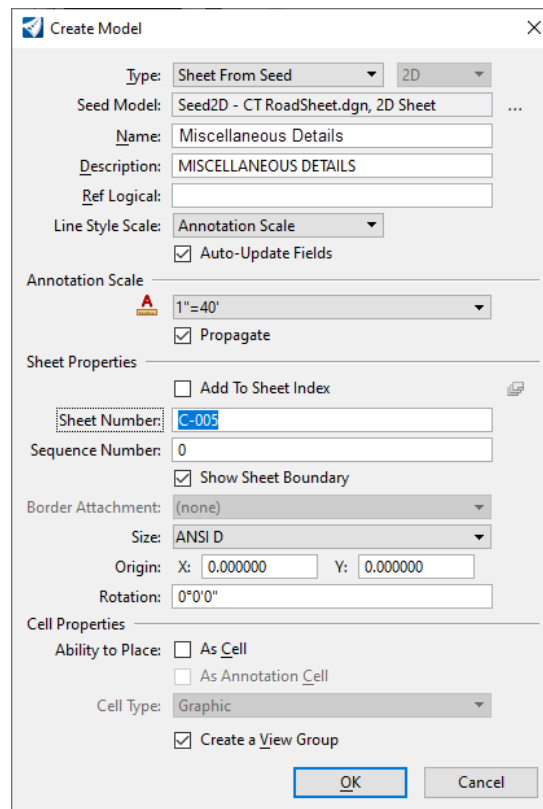 Create Model
Type: Sheet From Seed 2D
Seed Model: Seed2D - CT RoadSheet.dgn, 2D Sheet ...
Name: Miscellaneous Details
Description: MISCELLANEOUS DETAILS
Ref Logical:
Line Style Scale: Annotation Scale
Auto-Update Fields
Annotation Scale
A 1"=40'
Propagate
Sheet Properties
Add To Sheet Index
Sheet Number: C-005
Sequence Number: 0
Show Sheet Boundary
Border Attachment: (none)
Size: ANSI D
Origin: X: 0.000000 Y: 0.000000
Rotation: 0°0'0"
Cell Properties
Ability to Place: As Cell
As Annotation Cell
Cell Type: Graphic
Create a View Group
OK Cancel